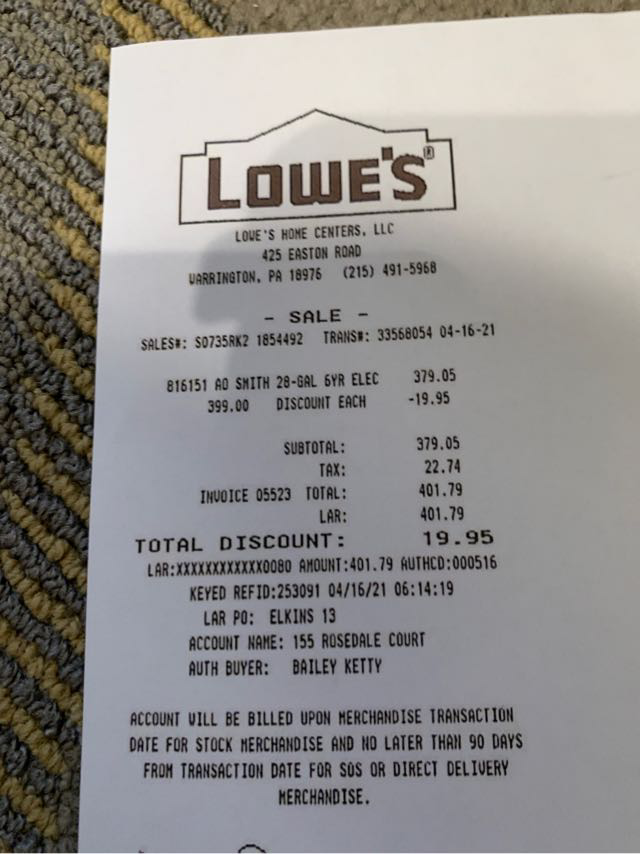 LOWE'S®
LOWE'S HOME CENTERS, LLC
425 EASTON ROAD
WARRINGTON, PA 18976 (215) 491-5968
- SALE -
SALES#: S0735RK2 1854492 TRANS#: 33568054 04-16-21
816151 AO SMITH 28-GAL 6YR ELEC 379.05
399.00 DISCOUNT EACH -19.95
SUBTOTAL: 379.05
TAX: 22.74
INVOICE 05523 TOTAL: 401.79
LAR: 401.79
TOTAL DISCOUNT: 19.95
LAR:XXXXXXXXXXXX0080 AMOUNT:401.79 AUTHCD:000516
KEYED REFID:253091 04/16/21 06:14:19
LAR PO: ELKINS 13
ACCOUNT NAME: 155 ROSEDALE COURT
AUTH BUYER: BAILEY KETTY
ACCOUNT WILL BE BILLED UPON MERCHANDISE TRANSACTION
DATE FOR STOCK MERCHANDISE AND NO LATER THAN 90 DAYS
FROM TRANSACTION DATE FOR SOS OR DIRECT DELIVERY
MERCHANDISE.